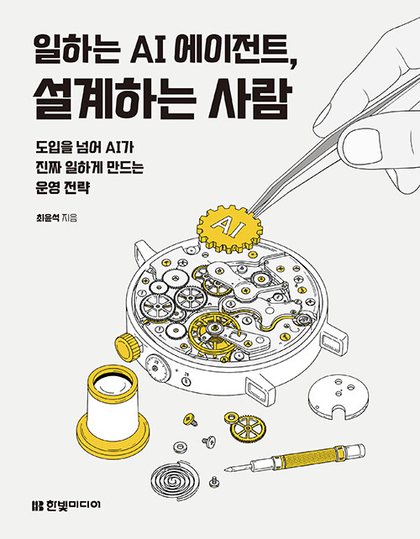 일하는 AI 에이전트,
설계하는 사람
도입을 넘어 AI가
진짜 일하게 만드는
운영 전략
최윤석 지음
AI
한빛미디어